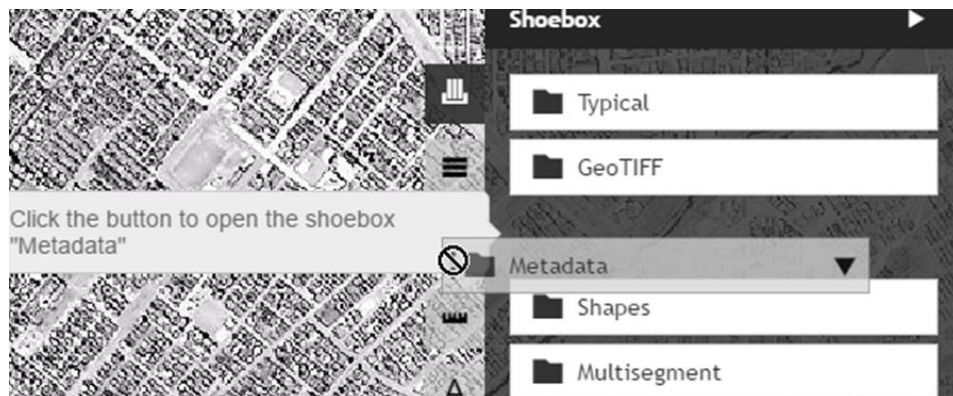 Shoebox
Typical
GeoTIFF
Click the button to open the shoebox
"Metadata"
Metadata
Shapes
Multisegment